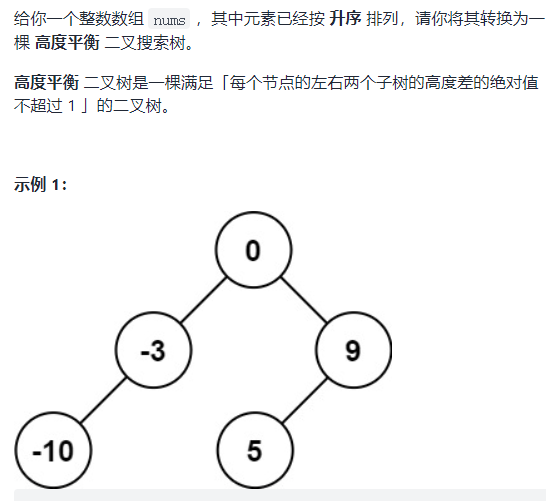 给你一个整数数组 nums ，其中元素已经按 升序 排列，请你将其转换为一
棵 高度平衡 二叉搜索树。
高度平衡 二叉树是一棵满足「每个节点的左右两个子树的高度差的绝对值
不超过 1 」的二叉树。
示例 1：
0
-3
9
-10
5